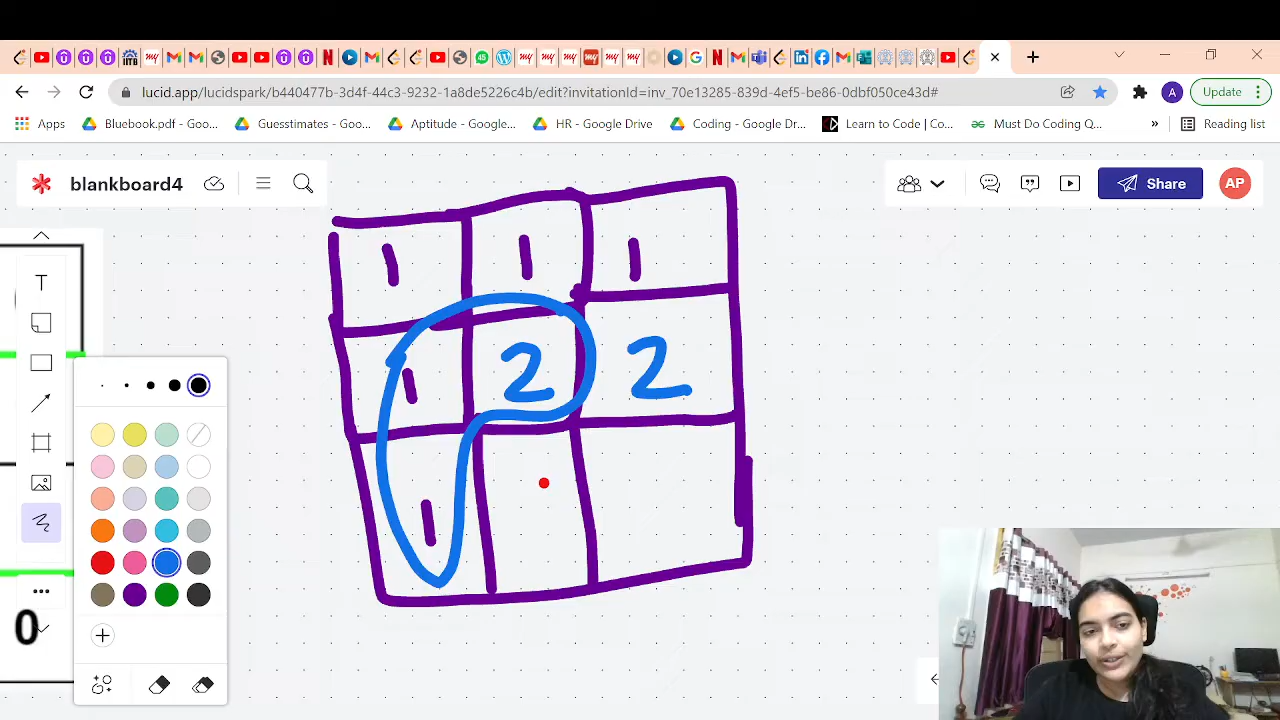 lucid.app/lucidspark/b440477b-3d4f-44c3-9232-1a8de5226c4b/edit?invitationId=inv_70e13285-839d-4ef5-be86-0dbf050ce43d#
A
Update
Apps
Bluebook.pdf - Go...
Guesstimates - Goo...
Aptitude - Google...
HR - Google Drive
Coding - Google Dr...
Learn to Code | Co...
Must Do Coding Q...
»
Reading list
blankboard4
Share
AP
T
1 1 1
1 2 2
1
0